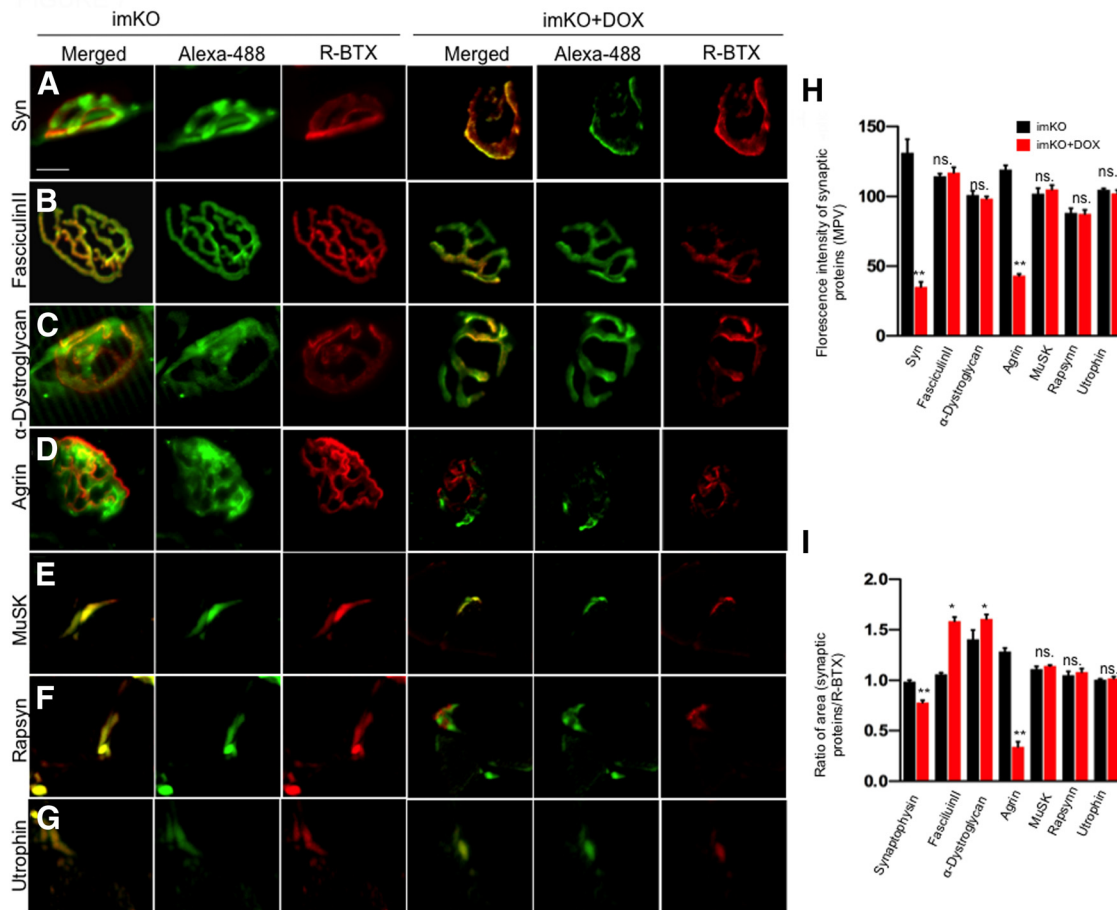 imKO
imKO+DOX
Merged
Alexa-488
R-BTX
Merged
Alexa-488
R-BTX
A
Syn
B
FasciculinII
C
α-Dystroglycan
D
Agrin
E
MuSK
F
Rapsyn
G
Utrophin
H
Florescence intensity of synaptic
proteins (MPV)
150
100
50
0
imKO
imKO+DOX
**
ns.
ns.
**
ns.
ns.
ns.
Syn
FasciculinII
α-Dystroglycan
Agrin
MuSK
Rapsynn
Utrophin
I
Ratio of area (synaptic
proteins/R-BTX)
2.0
1.5
1.0
0.5
0.0
**
*
*
**
ns.
ns.
ns.
Synaptophysin
FasciluinII
α-Dystroglycan
Agrin
MuSK
Rapsynn
Utrophin